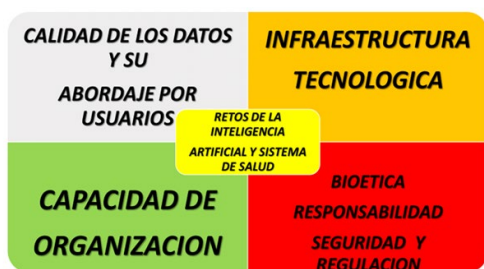 CALIDAD DE LOS DATOS
Y SU
ABORDAJE POR
USUARIOS
INFRAESTRUCTURA
TECNOLOGICA
RETOS DE LA
INTELIGENCIA
ARTIFICIAL Y SISTEMA
DE SALUD
CAPACIDAD DE
ORGANIZACION
BIOETICA
RESPONSABILIDAD
SEGURIDAD Y
REGULACION